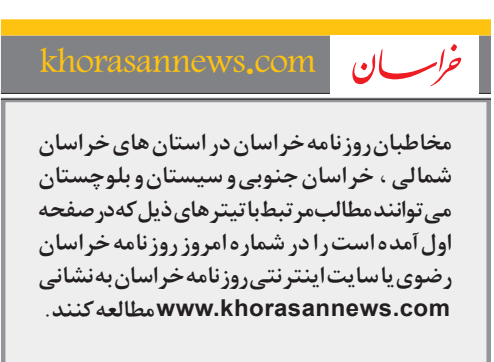 خراسان khorasannews.com
مخاطبان روزنامه خراسان در استان های خراسان
شمالی ، خراسان جنوبی و سیستان و بلوچستان
می توانند مطالب مرتبط با تیترهای ذیل که در صفحه
اول آمده است را در شماره امروز روزنامه خراسان
رضوی یا سایت اینترنتی روزنامه خراسان به نشانی
www.khorasannews.com مطالعه کنند.